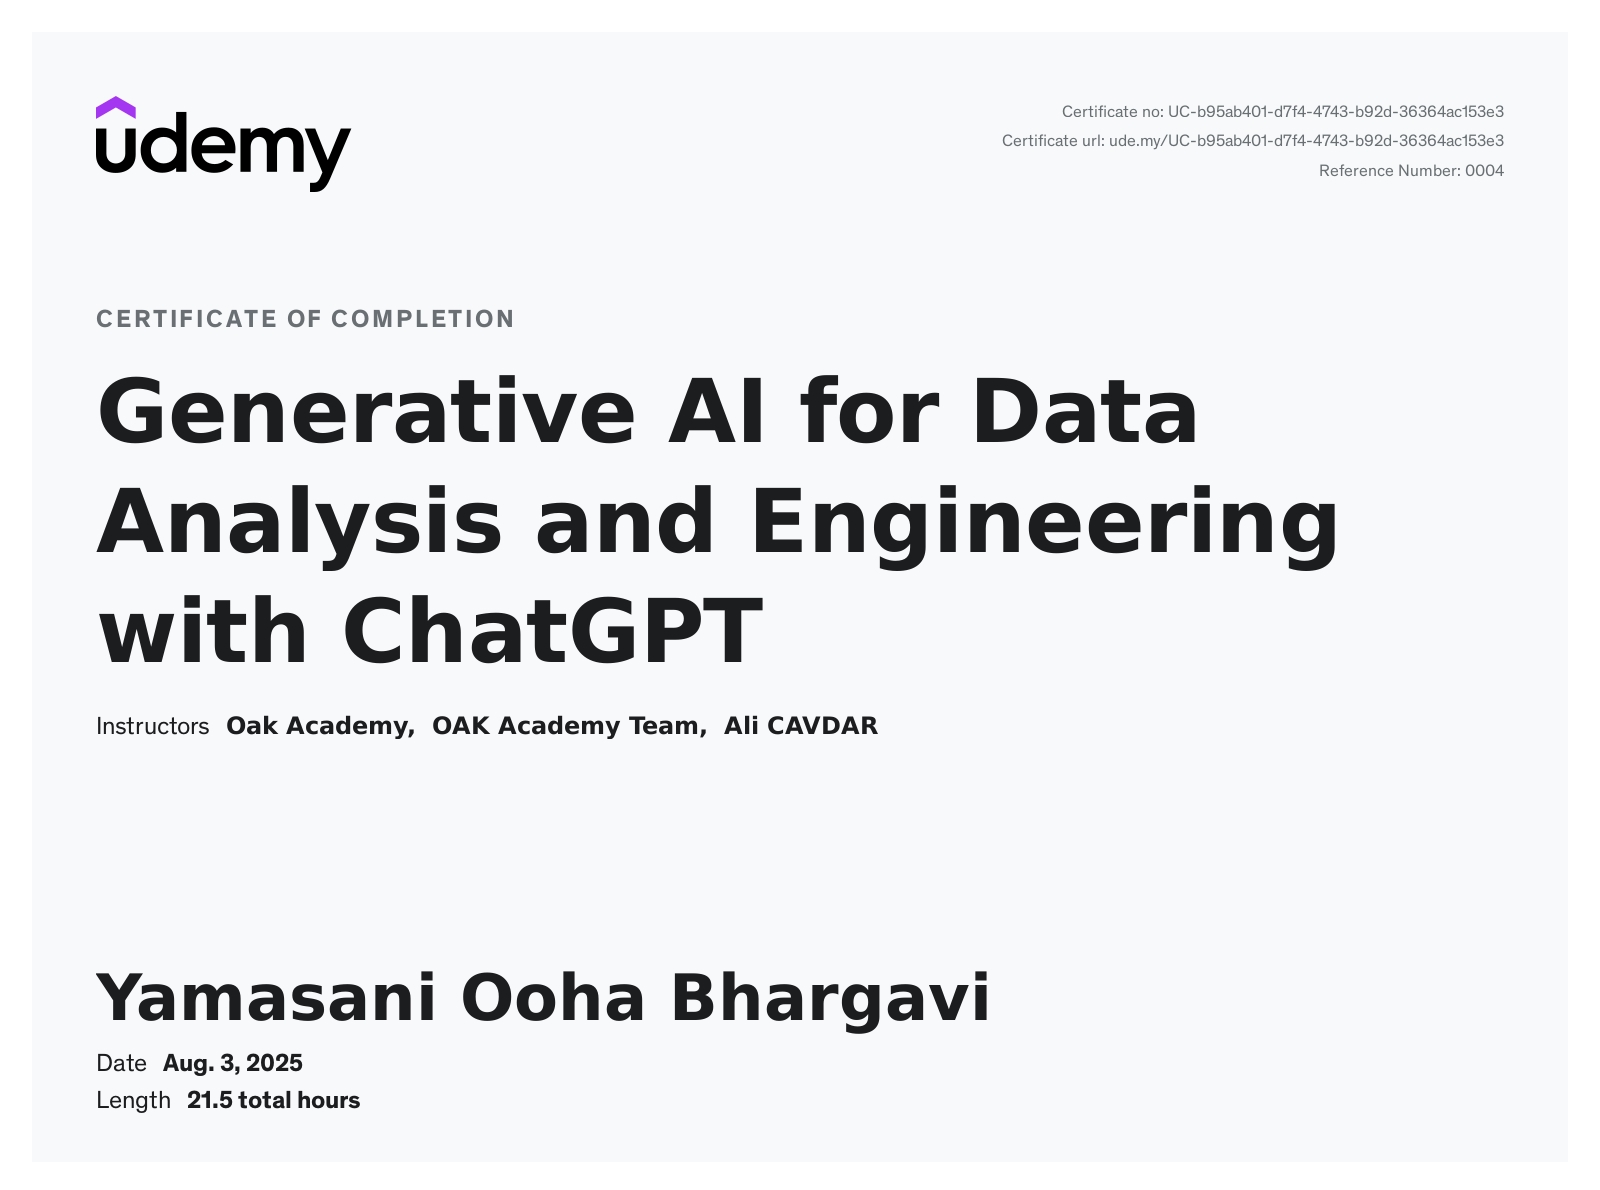 udemy
Certificate no: UC-b95ab401-d7f4-4743-b92d-36364ac153e3
Certificate url: ude.my/UC-b95ab401-d7f4-4743-b92d-36364ac153e3
Reference Number: 0004
CERTIFICATE OF COMPLETION
Generative AI for Data
Analysis and Engineering
with ChatGPT
Instructors Oak Academy, OAK Academy Team, Ali CAVDAR
Yamasani Ooha Bhargavi
Date Aug. 3, 2025
Length 21.5 total hours